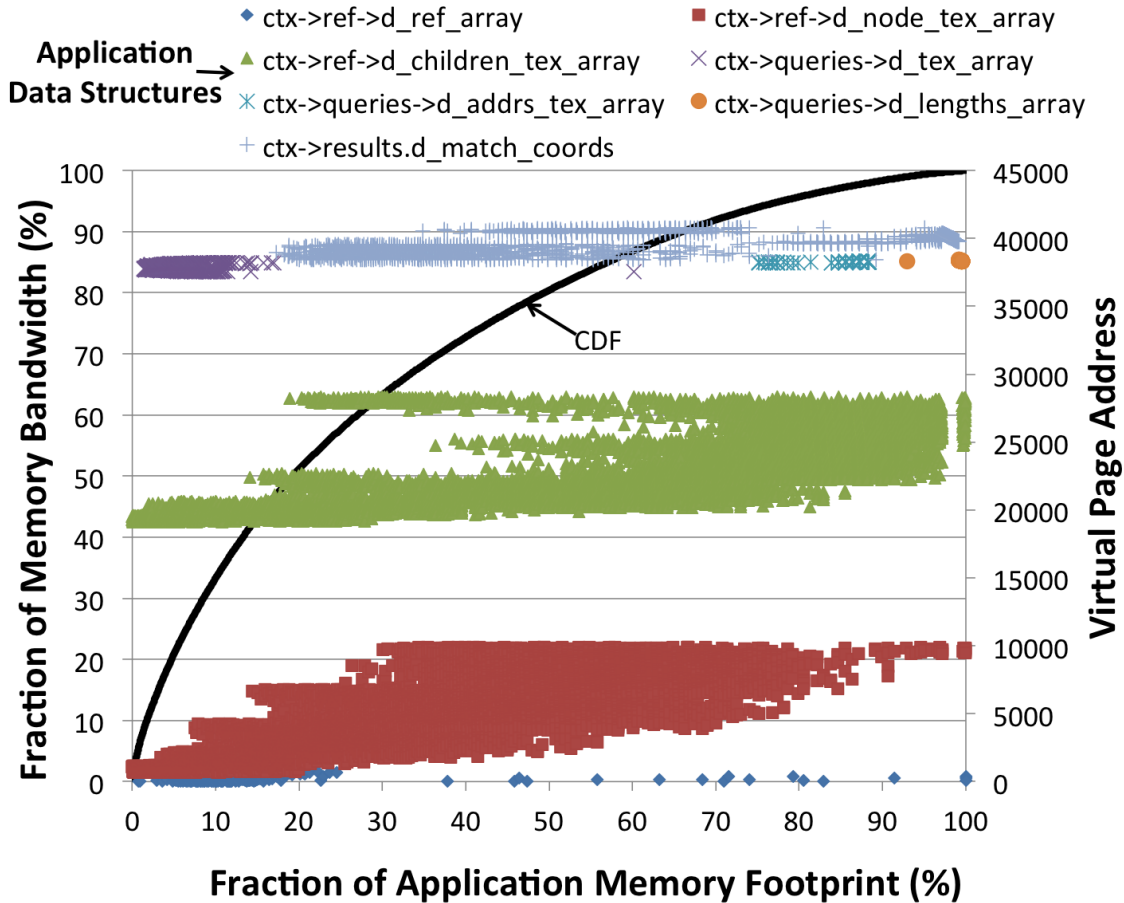 ctx->ref->d_ref_array
ctx->ref->d_node_tex_array
Application
Data Structures
ctx->ref->d_children_tex_array
ctx->queries->d_tex_array
ctx->queries->d_addrs_tex_array
ctx->queries->d_lengths_array
ctx->results.d_match_coords
Fraction of Memory Bandwidth (%)
100
90
80
70
60
50
40
30
20
10
0
CDF
45000
40000
35000
30000
25000
20000
15000
10000
5000
0
Virtual Page Address
0 10 20 30 40 50 60 70 80 90 100
Fraction of Application Memory Footprint (%)